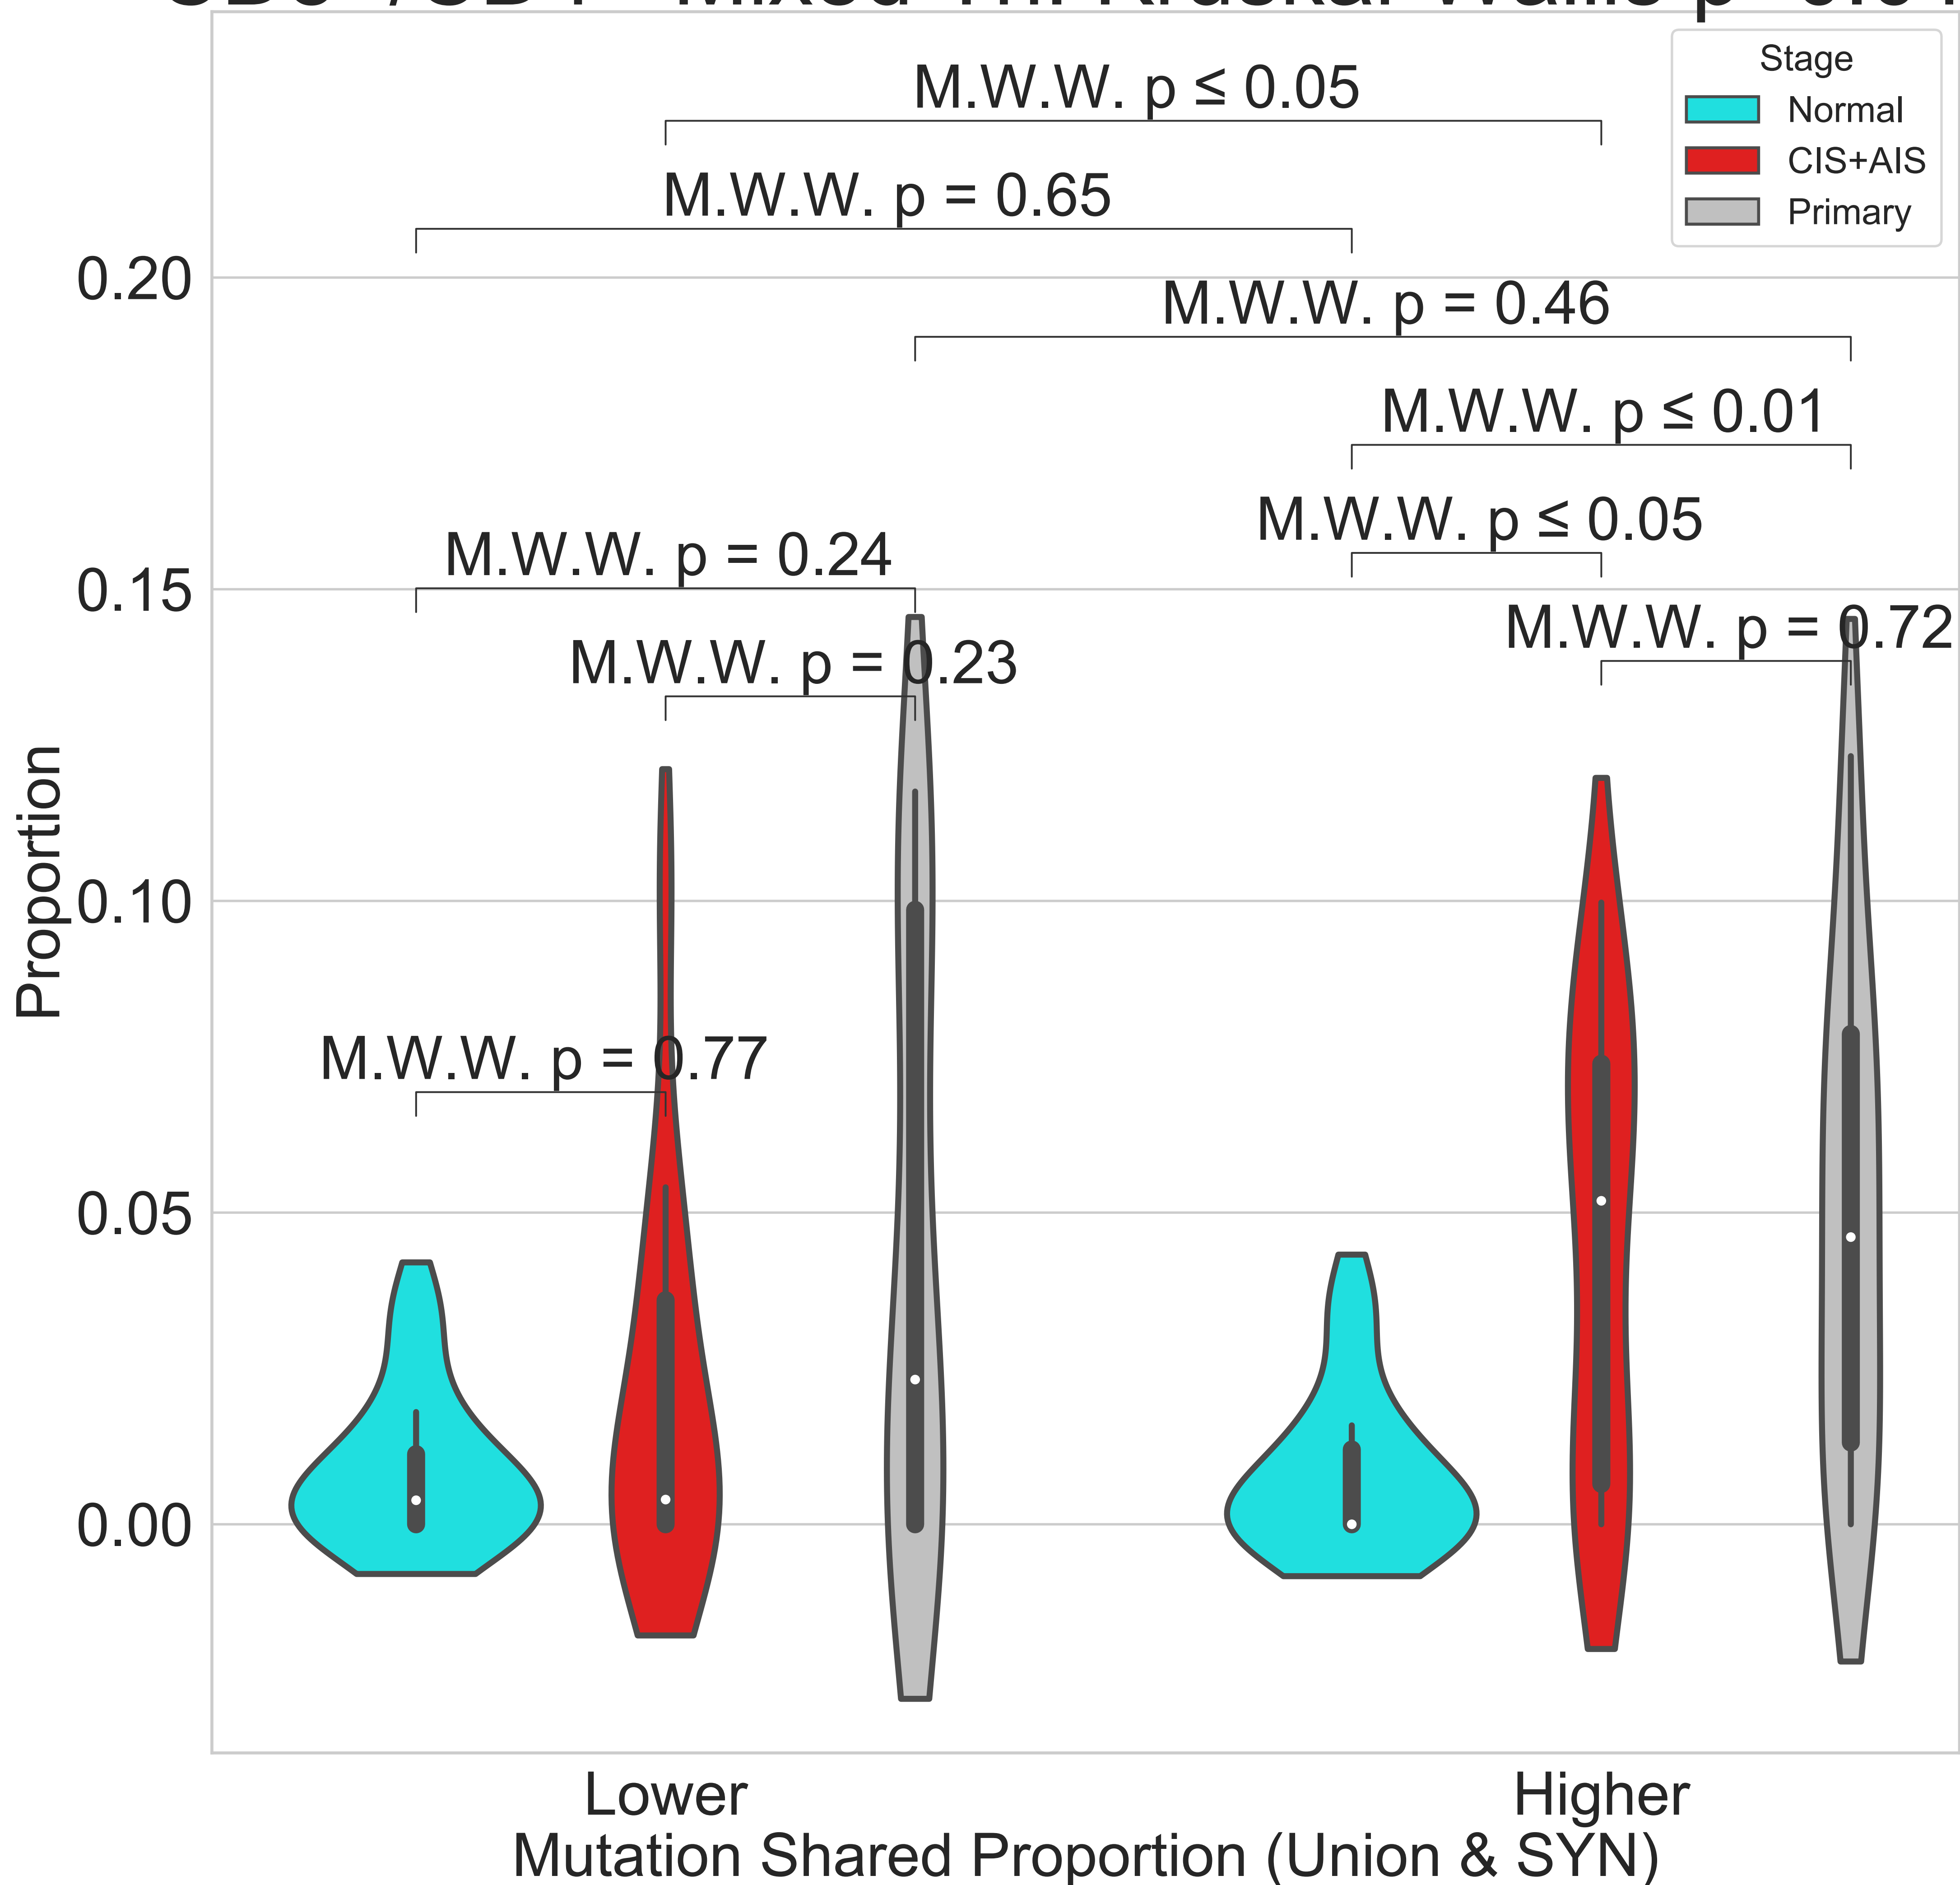 M.W.W. p ≤ 0.05
M.W.W. p = 0.65
M.W.W. p = 0.46
M.W.W. p ≤ 0.01
M.W.W. p ≤ 0.05
M.W.W. p = 0.24
M.W.W. p = 0.72
M.W.W. p = 0.23
M.W.W. p = 0.77
Stage
Normal
CIS+AIS
Primary
0.20
0.15
0.10
0.05
0.00
Proportion
Lower
Higher
Mutation Shared Proportion (Union & SYN)